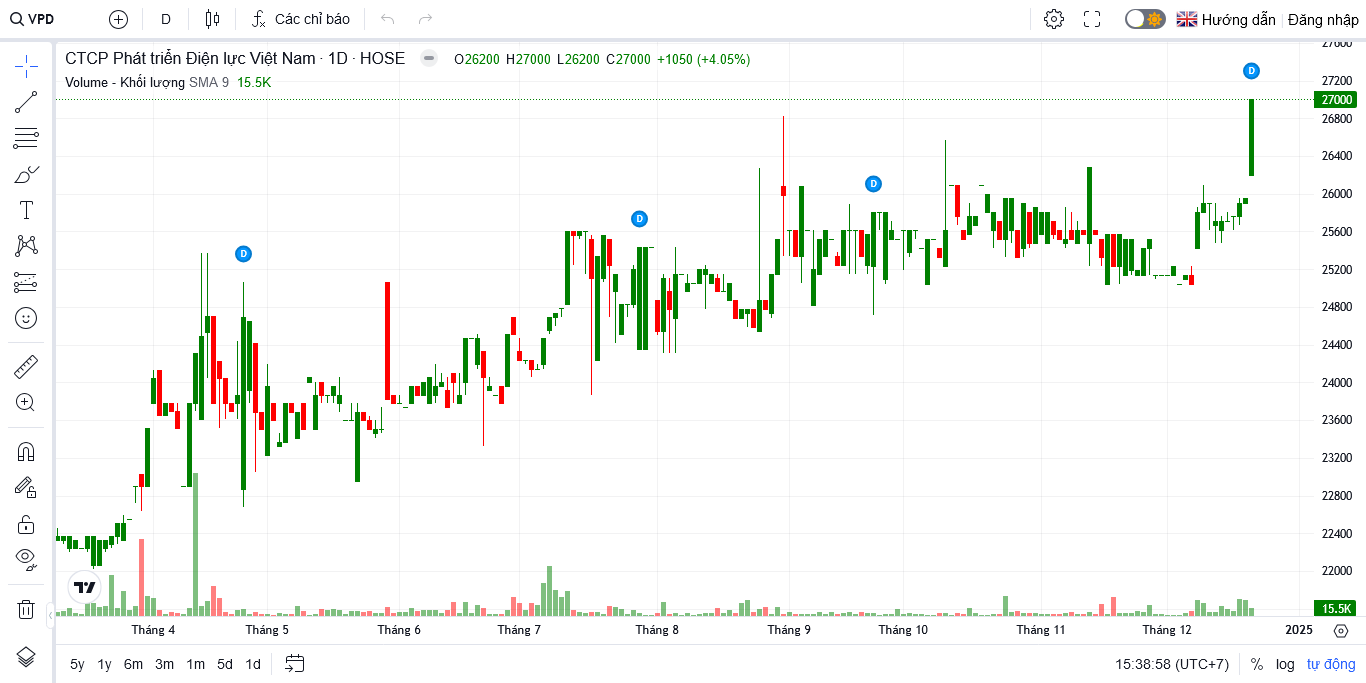 VPD D Các chỉ báo Hướng dẫn Đăng nhập
CTCP Phát triển Điện lực Việt Nam · 1D · HOSE O26200 H27000 L26200 C27000 +1050 (+4.05%)
Volume - Khối lượng SMA 9 15.5K
27600
27200
27000
26800
26400
26000
25600
25200
24800
24400
24000
23600
23200
22800
22400
22000
15.5K
D
D
D
D
Tháng 4 Tháng 5 Tháng 6 Tháng 7 Tháng 8 Tháng 9 Tháng 10 Tháng 11 Tháng 12 2025
5y 1y 6m 3m 1m 5d 1d 15:38:58 (UTC+7) % log tự động